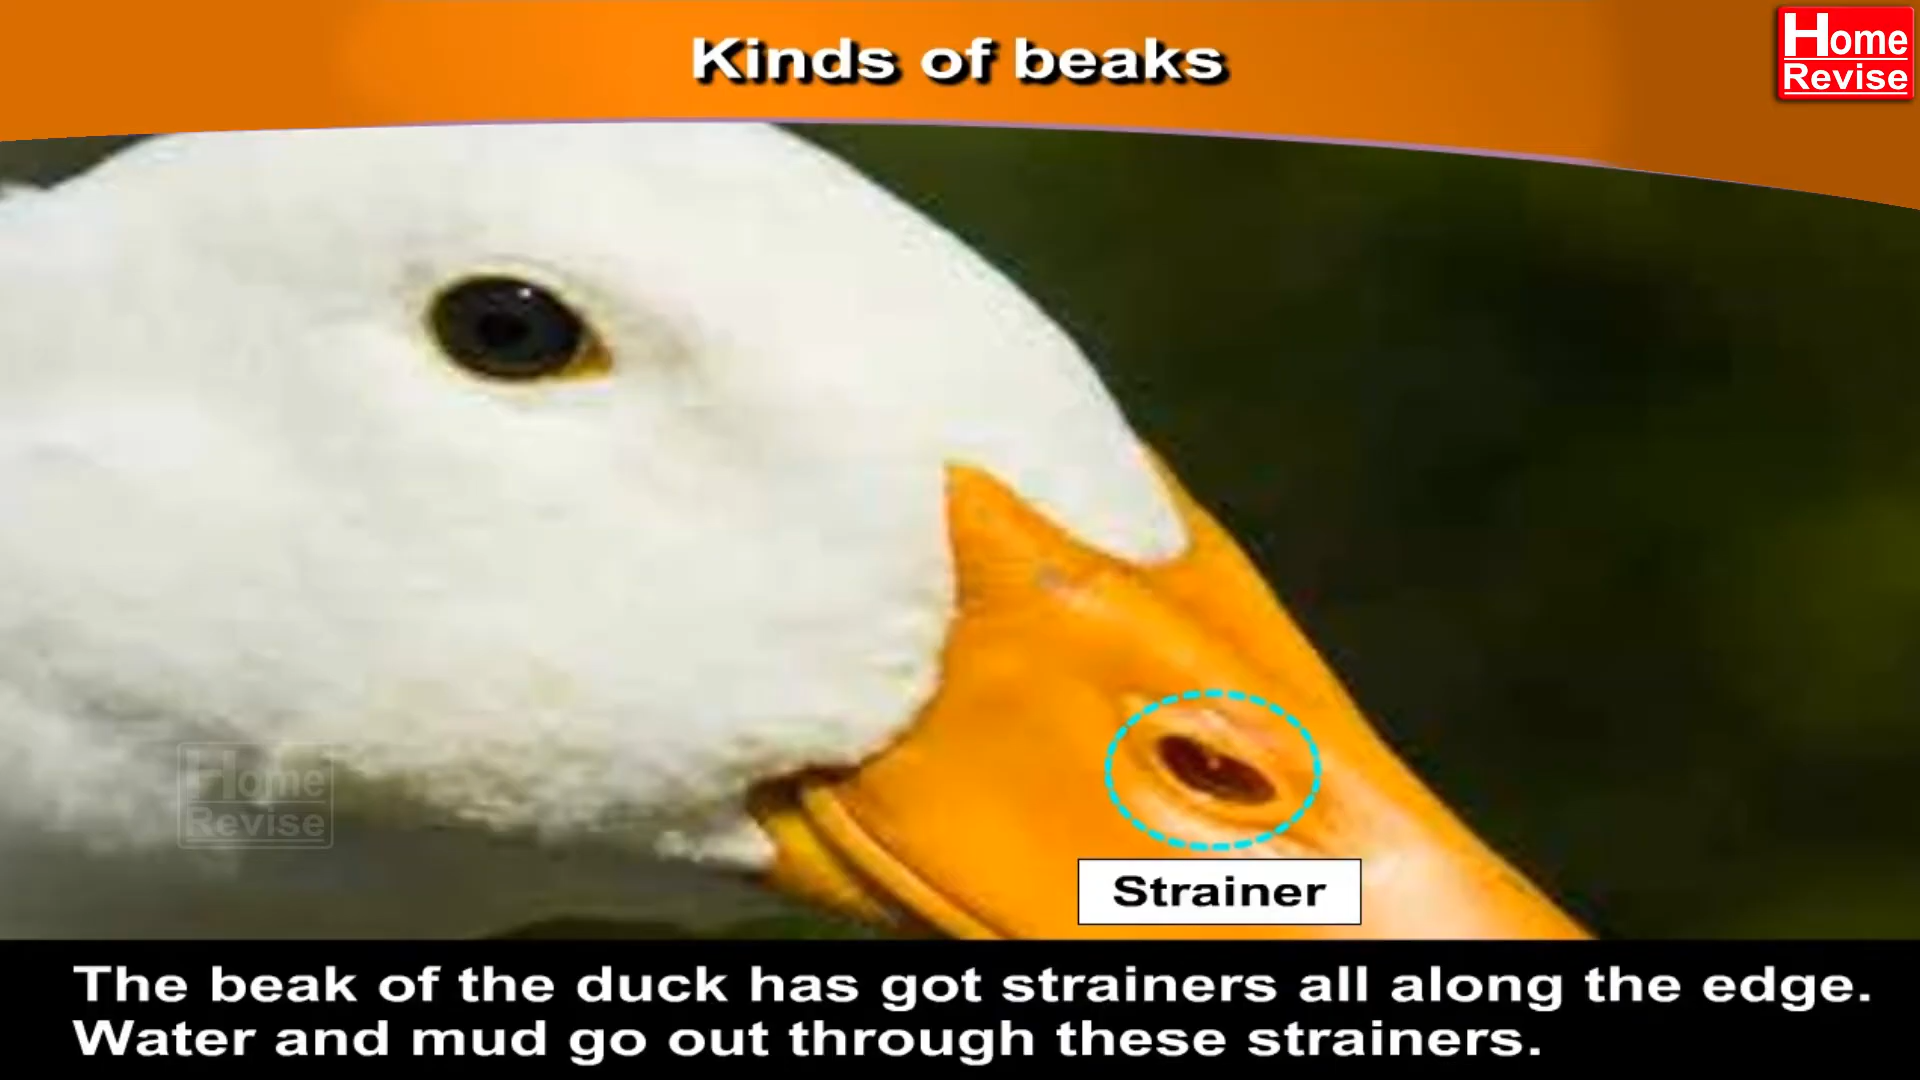 Kinds of beaks
Home
Revise
Home
Revise
Strainer
The beak of the duck has got strainers all along the edge.
Water and mud go out through these strainers.